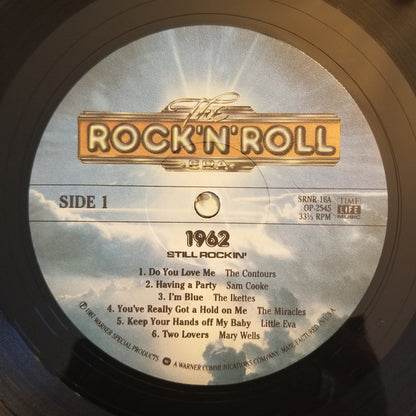 The
ROCK'N'ROLL
ERA
SIDE 1
SRNR-16A
OP-2545
33⅓ RPM
TIME
LIFE
MUSIC
1962
STILL ROCKIN'
1. Do You Love Me The Contours
2. Having a Party Sam Cooke
3. I'm Blue The Ikettes
4. You've Really Got a Hold on Me The Miracles
5. Keep Your Hands off My Baby Little Eva
6. Two Lovers Mary Wells
℗ 1987 WARNER SPECIAL PRODUCTS A WARNER COMMUNICATIONS COMPANY. MANUFACTURED IN U.S.A.